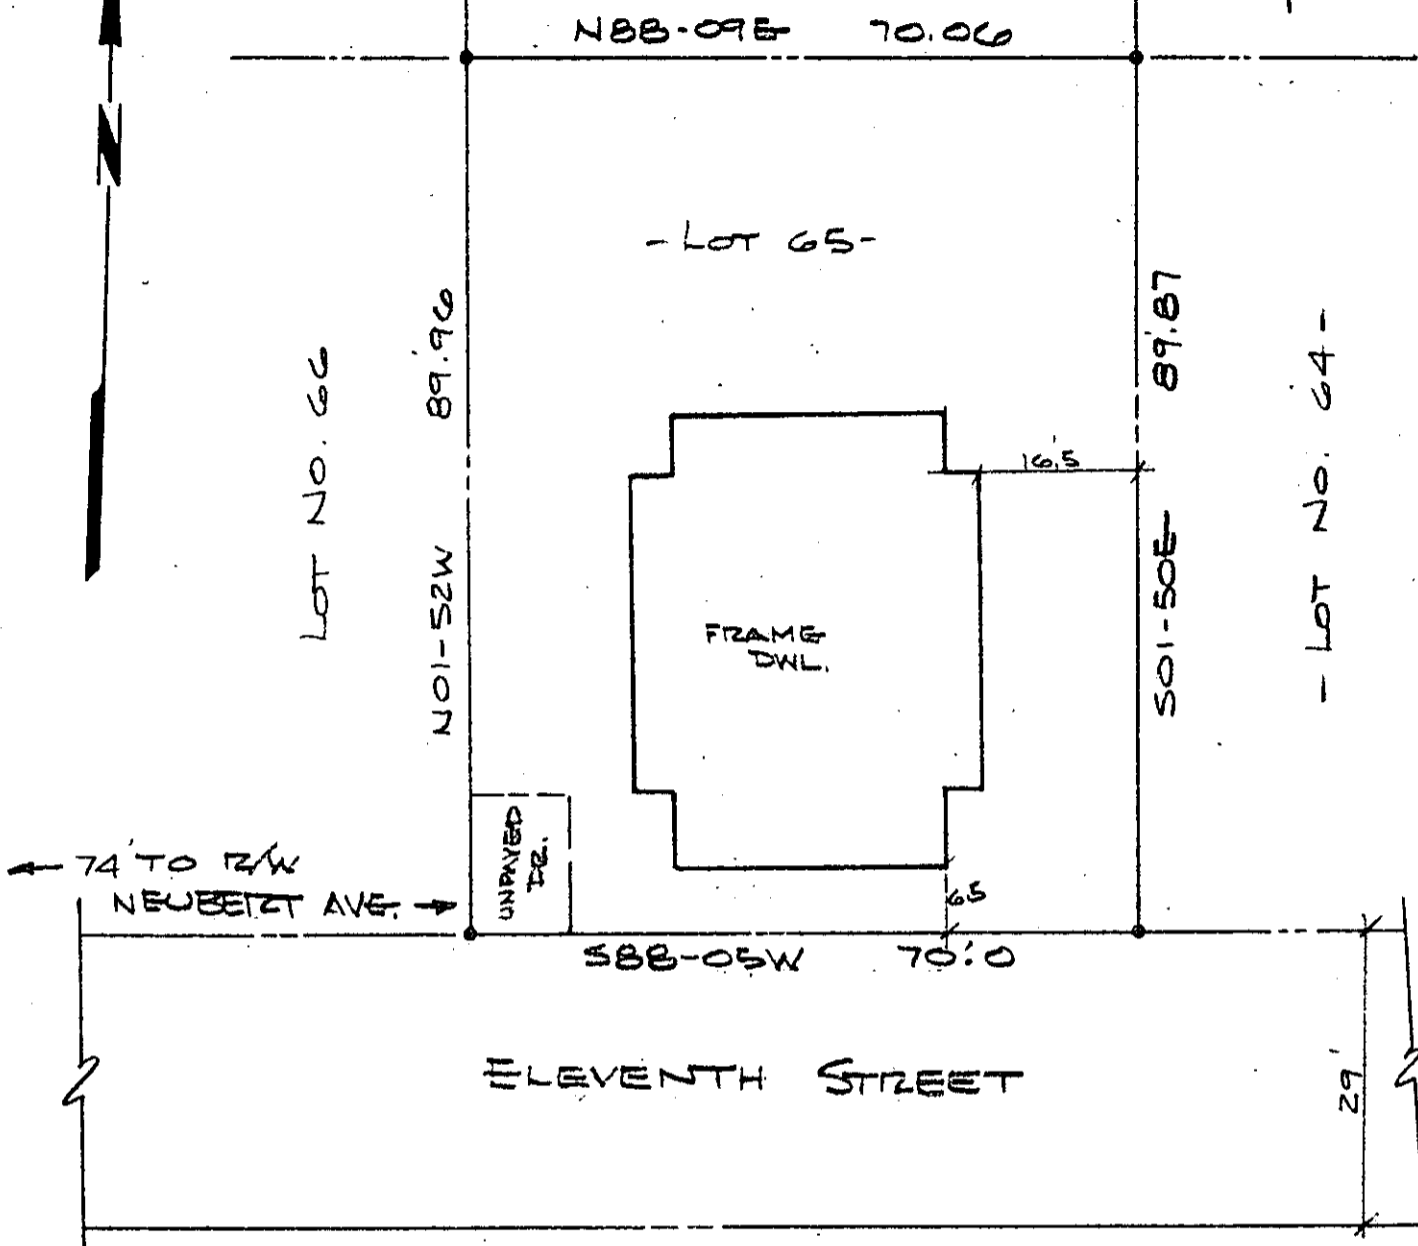 N88-09E 70.06
N
- LOT 65 -
LOT No. 66
N01-52W 89.96
89.87
S01-50E
- LOT No. 64 -
16.5
FRAME
DWL.
UNPAVED
DR.
74' TO R/W
NEUBERT AVE.
6.5
S88-05W 70.0
ELEVENTH STREET
29'